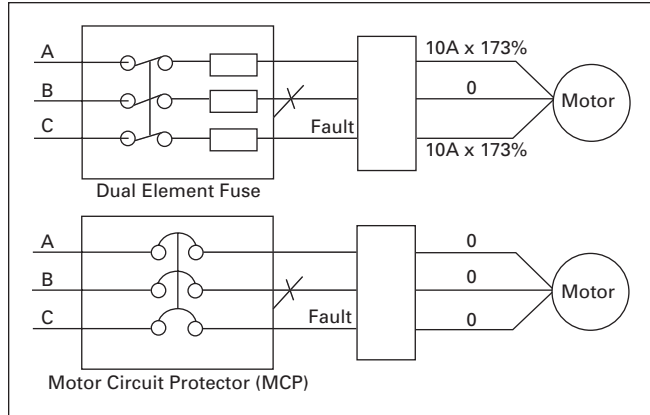 A
B
C
Fault
Dual Element Fuse
10A x 173%
0
10A x 173%
Motor
A
B
C
Fault
Motor Circuit Protector (MCP)
0
0
0
Motor